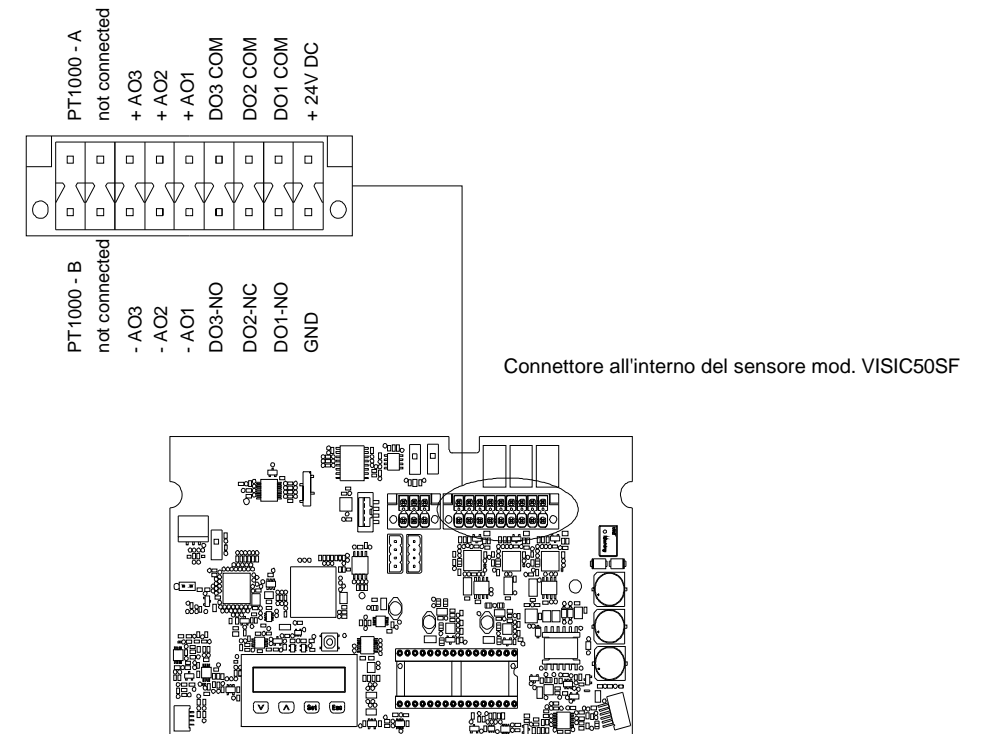 PT1000 - A
not connected
+ AO3
+ AO2
+ AO1
DO3 COM
DO2 COM
DO1 COM
+ 24V DC
PT1000 - B
not connected
- AO3
- AO2
- AO1
DO3-NO
DO2-NC
DO1-NO
GND
Connettore all'interno del sensore mod. VISIC50SF
Set
Esc